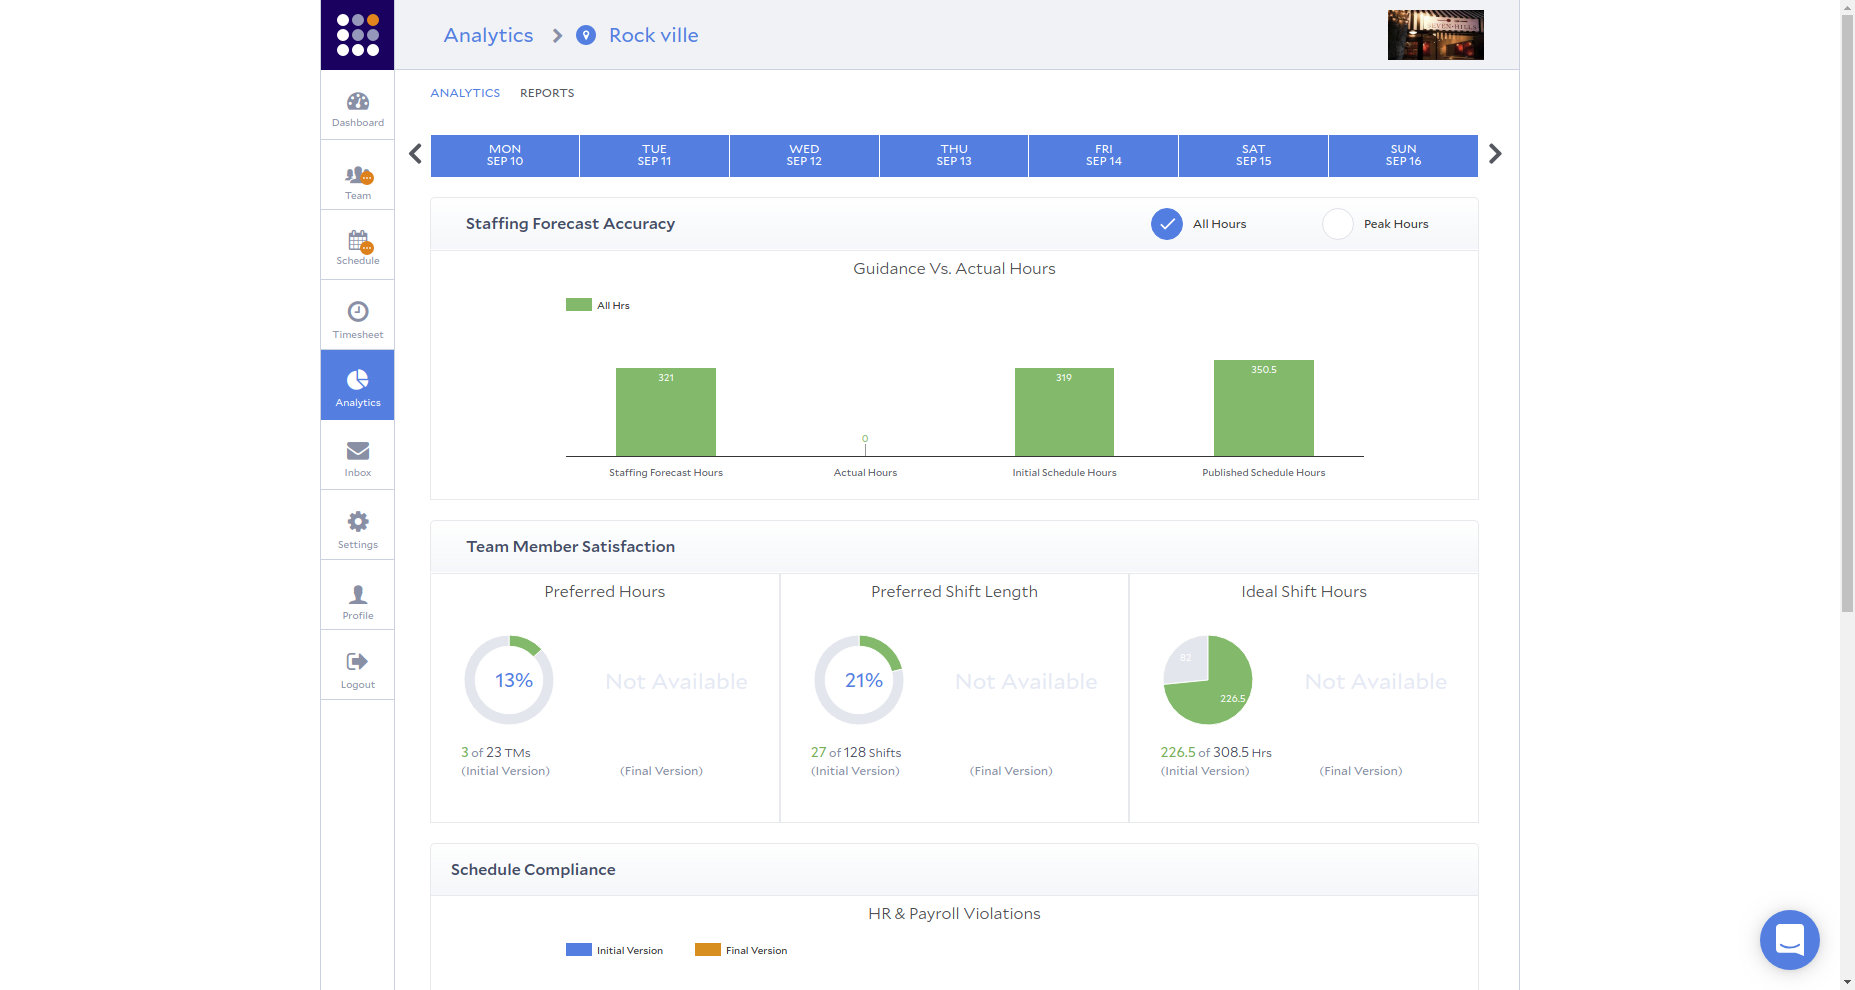 Analytics > Rock ville
SEVEN HILLS
ANALYTICS REPORTS
Dashboard
Team
Schedule
Timesheet
Analytics
Inbox
Settings
Profile
Logout
MON TUE WED THU FRI SAT SUN
SEP 10 SEP 11 SEP 12 SEP 13 SEP 14 SEP 15 SEP 16
Staffing Forecast Accuracy All Hours Peak Hours
Guidance Vs. Actual Hours
All Hrs
321 0 319 350.5
Staffing Forecast Hours Actual Hours Initial Schedule Hours Published Schedule Hours
Team Member Satisfaction
Preferred Hours
13% Not Available
3 of 23 TMs
(Initial Version) (Final Version)
Preferred Shift Length
21% Not Available
27 of 128 Shifts
(Initial Version) (Final Version)
Ideal Shift Hours
82
226.5
Not Available
226.5 of 308.5 Hrs
(Initial Version) (Final Version)
Schedule Compliance
HR & Payroll Violations
Initial Version Final Version